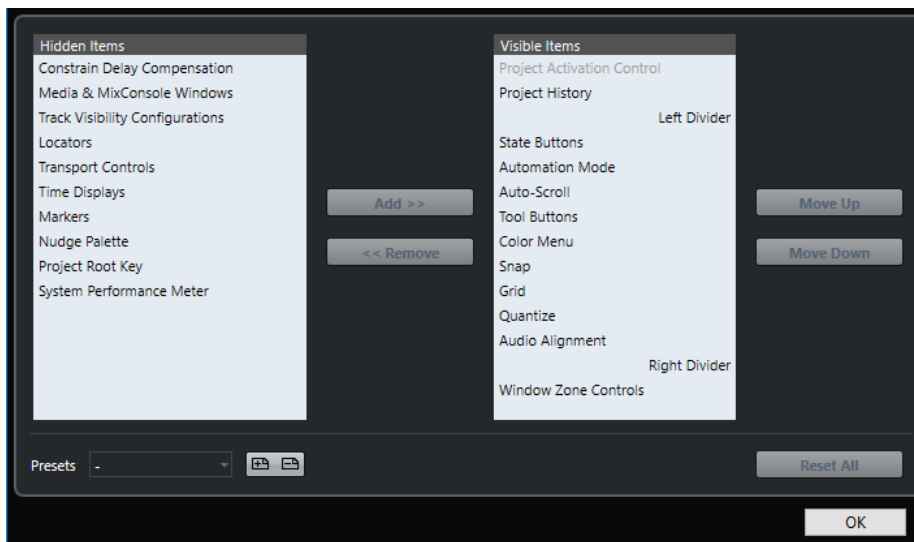 Hidden Items
Constrain Delay Compensation
Media & MixConsole Windows
Track Visibility Configurations
Locators
Transport Controls
Time Displays
Markers
Nudge Palette
Project Root Key
System Performance Meter
Add >>
<< Remove
Visible Items
Project Activation Control
Project History
Left Divider
State Buttons
Automation Mode
Auto-Scroll
Tool Buttons
Color Menu
Snap
Grid
Quantize
Audio Alignment
Right Divider
Window Zone Controls
Move Up
Move Down
Presets -
Reset All
OK